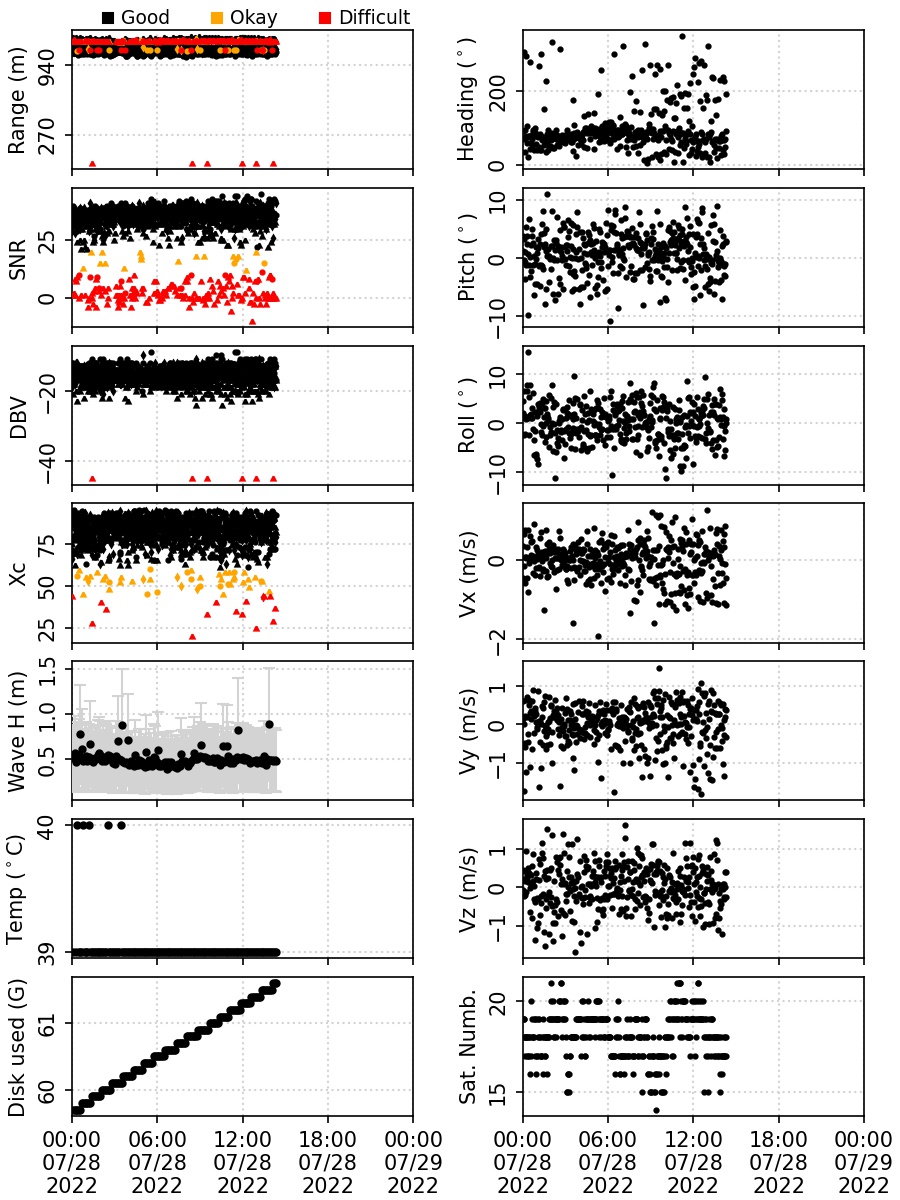 Good Okay Difficult
Range (m)
940
270
Heading (°)
200
0
SNR
25
0
Pitch (°)
10
0
−10
DBV
−20
−40
Roll (°)
10
0
−10
Xc
75
50
25
Vx (m/s)
0
−2
Wave H (m)
1.5
1.0
0.5
Vy (m/s)
1
0
−1
Temp (°C)
40
39
Vz (m/s)
1
0
−1
Disk used (G)
61
60
Sat. Numb.
20
15
00:00 06:00 12:00 18:00 00:00
07/28 07/28 07/28 07/28 07/29
2022 2022 2022 2022 2022
00:00 06:00 12:00 18:00 00:00
07/28 07/28 07/28 07/28 07/29
2022 2022 2022 2022 2022